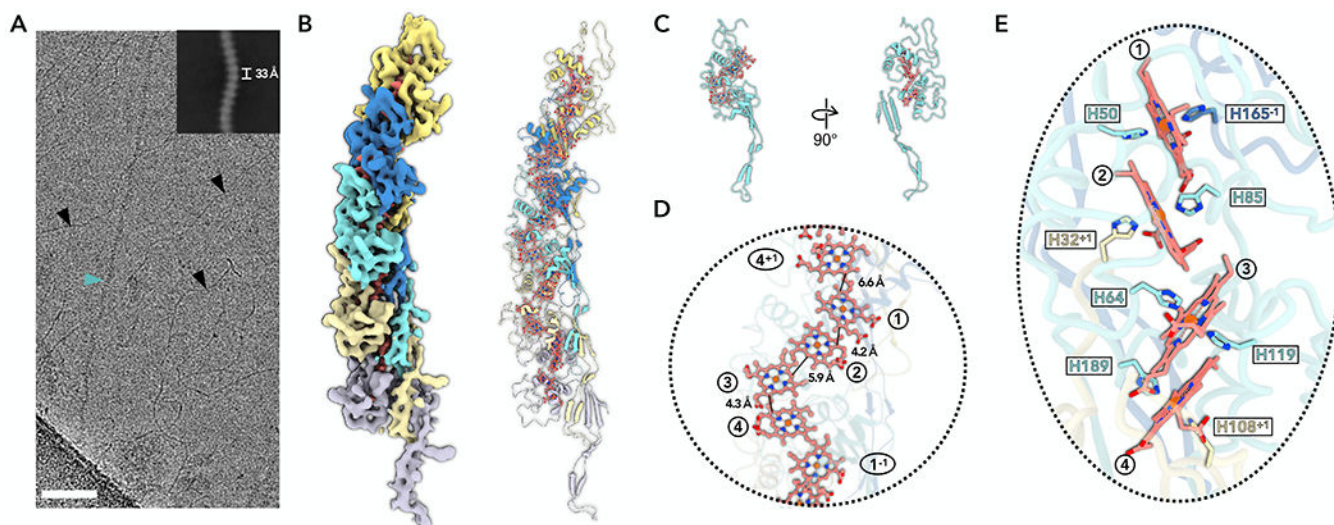 A
33 Å
B
C
90°
D
4+1
6.6 Å
1
4.2 Å
2
5.9 Å
3
4.3 Å
4
1-1
E
1
H50
H165-1
2
H85
H32+1
3
H64
H119
H189
H108+1
4